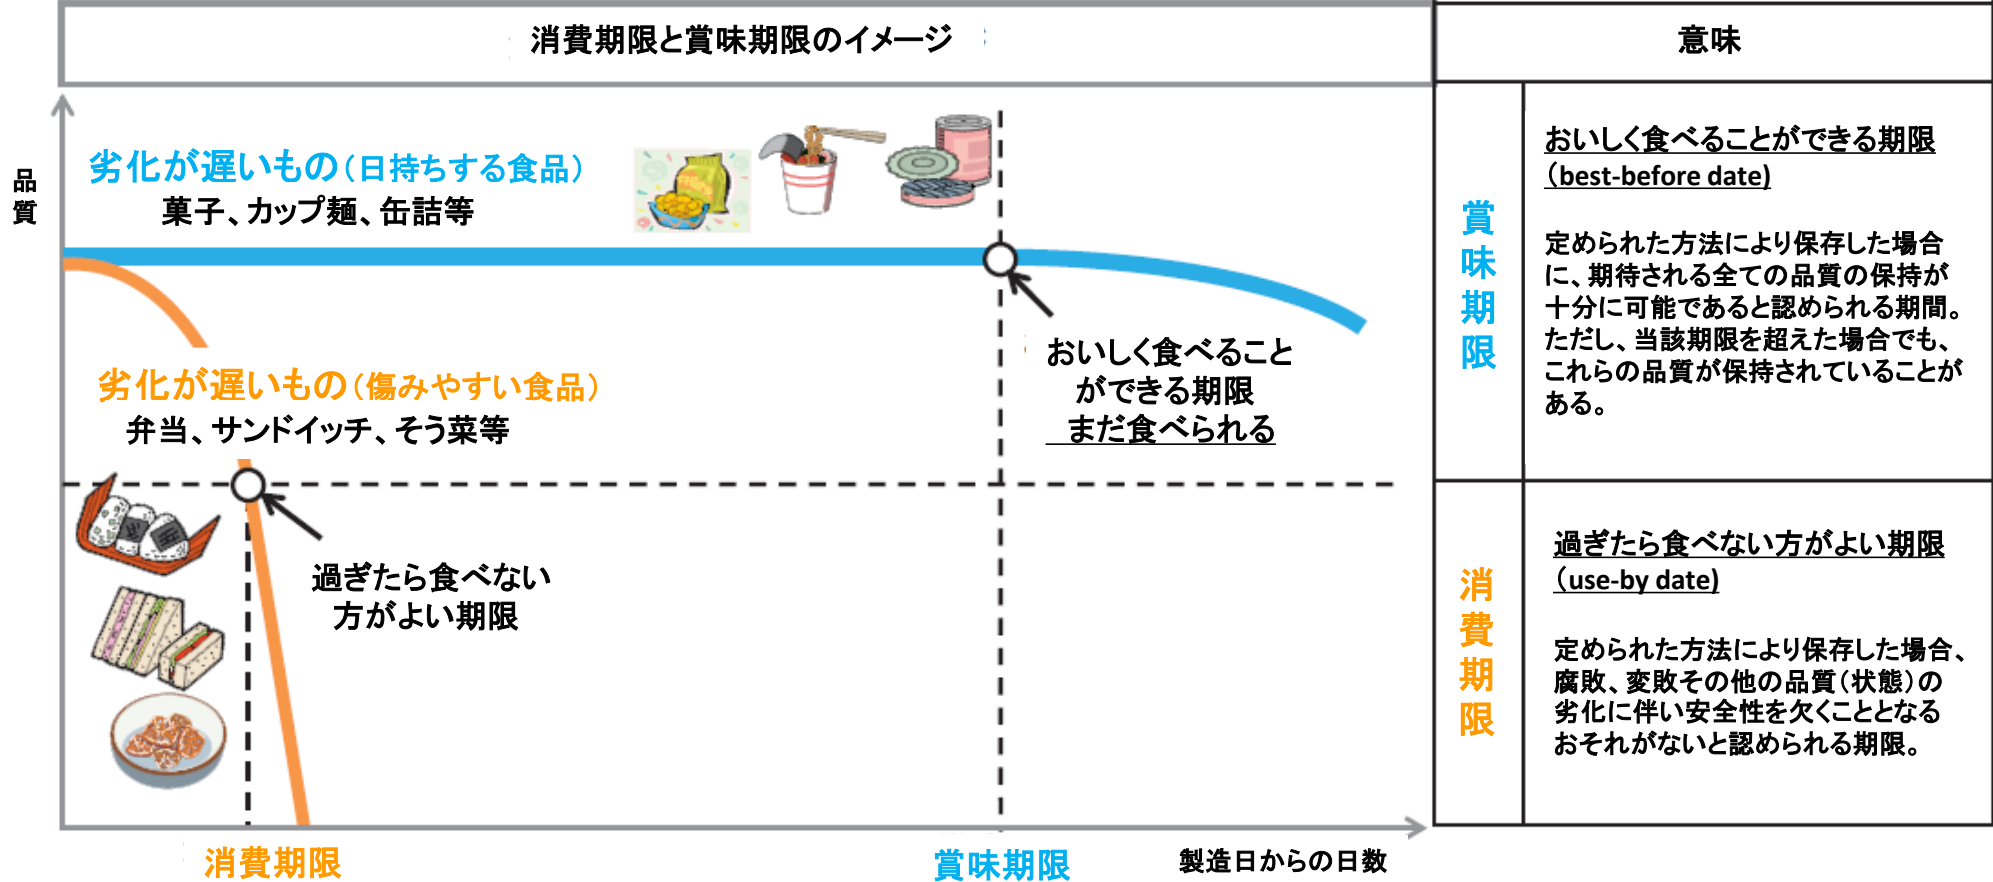 消費期限と賞味期限のイメージ
意味
品質
劣化が遅いもの（日持ちする食品）
菓子、カップ麺、缶詰等
劣化が遅いもの（傷みやすい食品）
弁当、サンドイッチ、そう菜等
おいしく食べること
ができる期限
まだ食べられる
過ぎたら食べない
方がよい期限
消費期限
賞味期限
製造日からの日数
賞味期限
おいしく食べることができる期限
（best-before date)
定められた方法により保存した場合
に、期待される全ての品質の保持が
十分に可能であると認められる期間。
ただし、当該期限を超えた場合でも、
これらの品質が保持されていることが
ある。
消費期限
過ぎたら食べない方がよい期限
（use-by date)
定められた方法により保存した場合、
腐敗、変敗その他の品質（状態）の
劣化に伴い安全性を欠くこととなる
おそれがないと認められる期限。